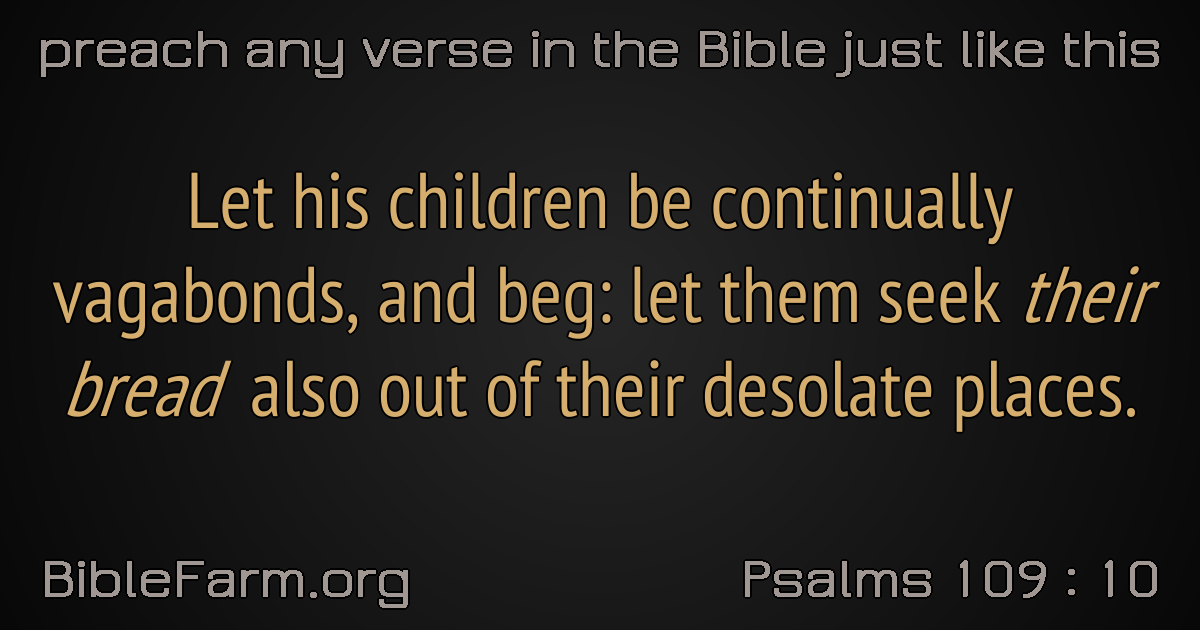 preach any verse in the Bible just like this
Let his children be continually
vagabonds, and beg: let them seek their
bread also out of their desolate places.
BibleFarm.org
Psalms 109 : 10